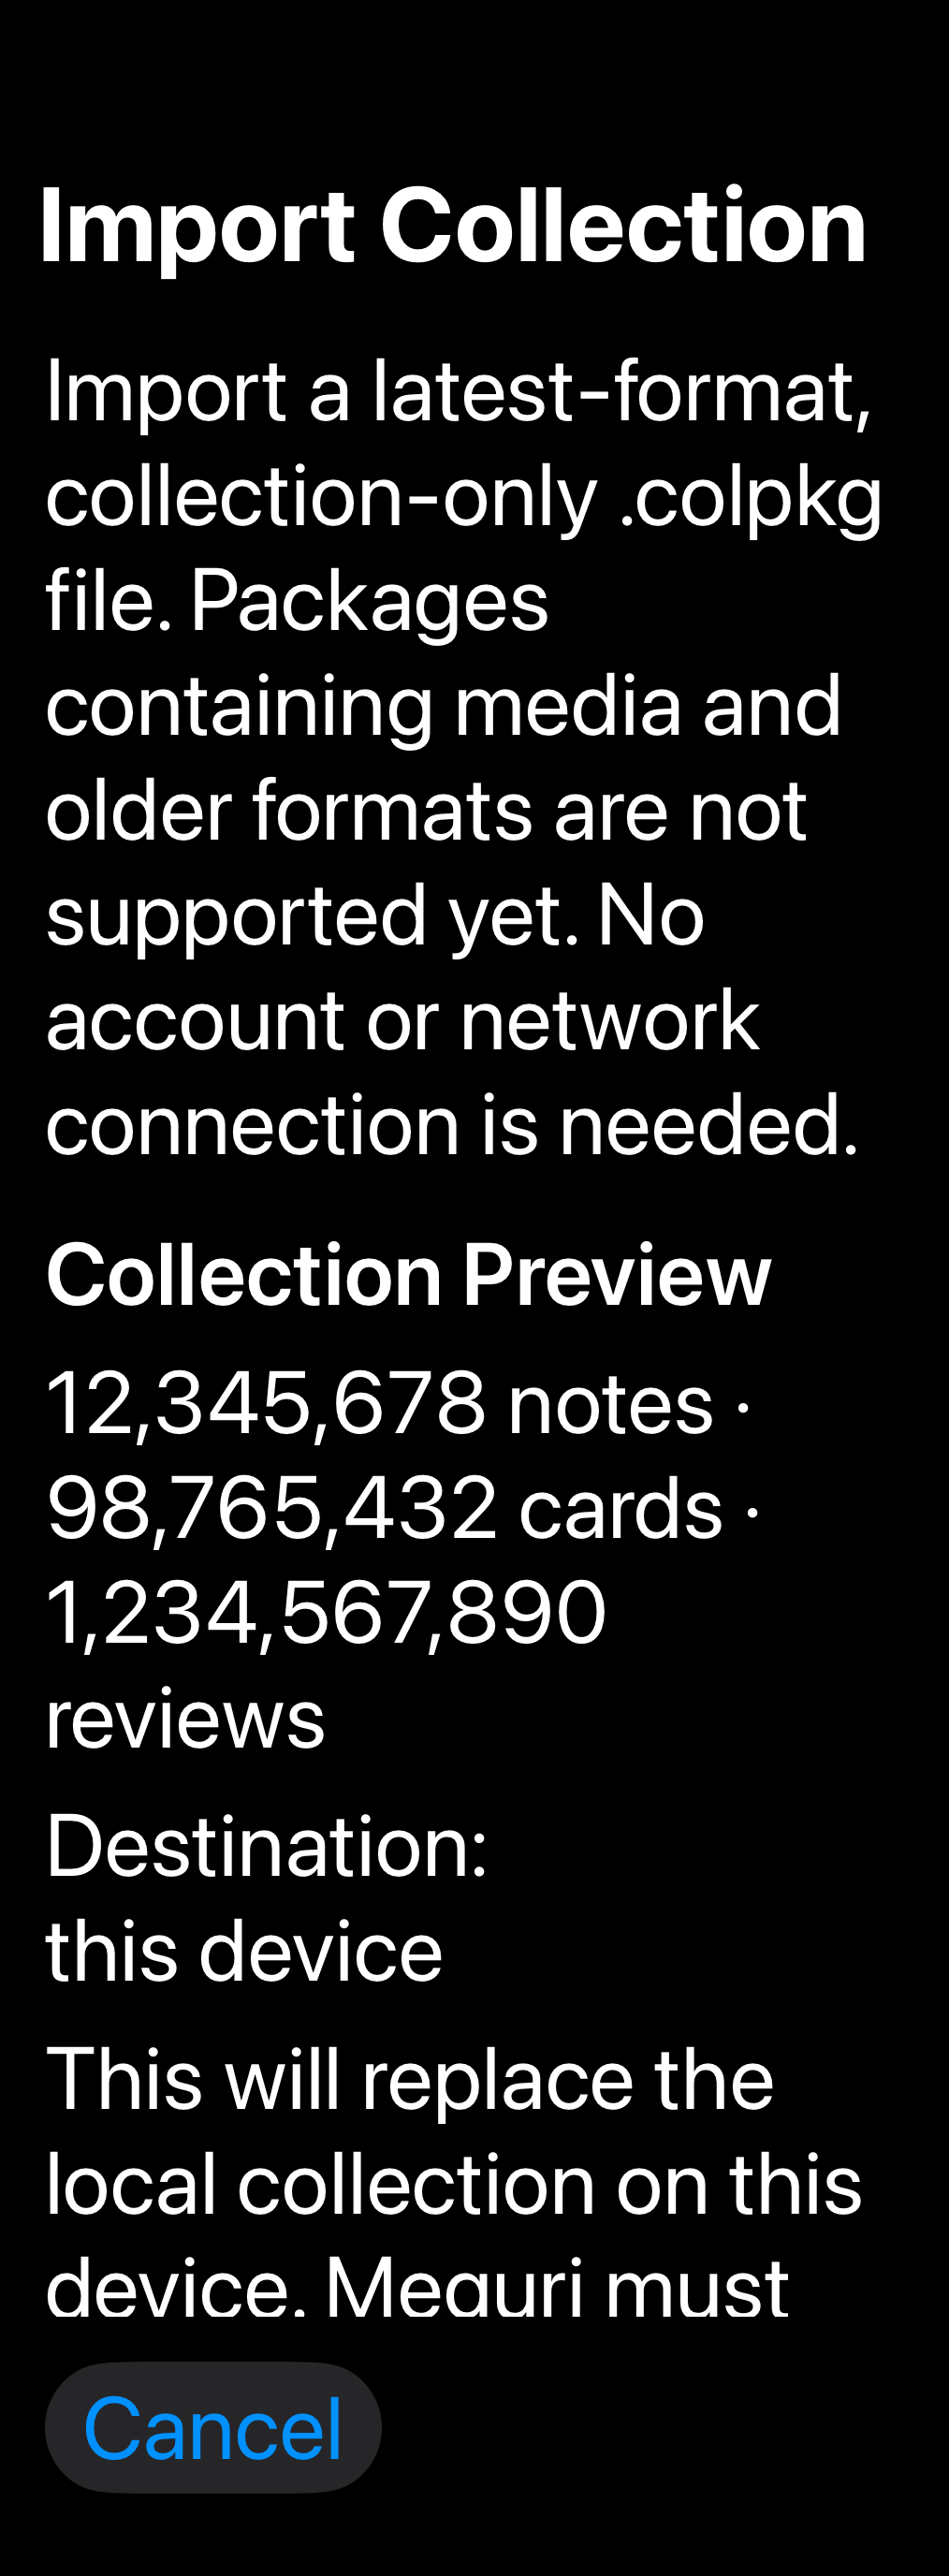 Import Collection
Import a latest-format,
collection-only .colpkg
file. Packages
containing media and
older formats are not
supported yet. No
account or network
connection is needed.
Collection Preview
12,345,678 notes ·
98,765,432 cards ·
1,234,567,890
reviews
Destination:
this device
This will replace the
local collection on this
device. Meguri must
Cancel